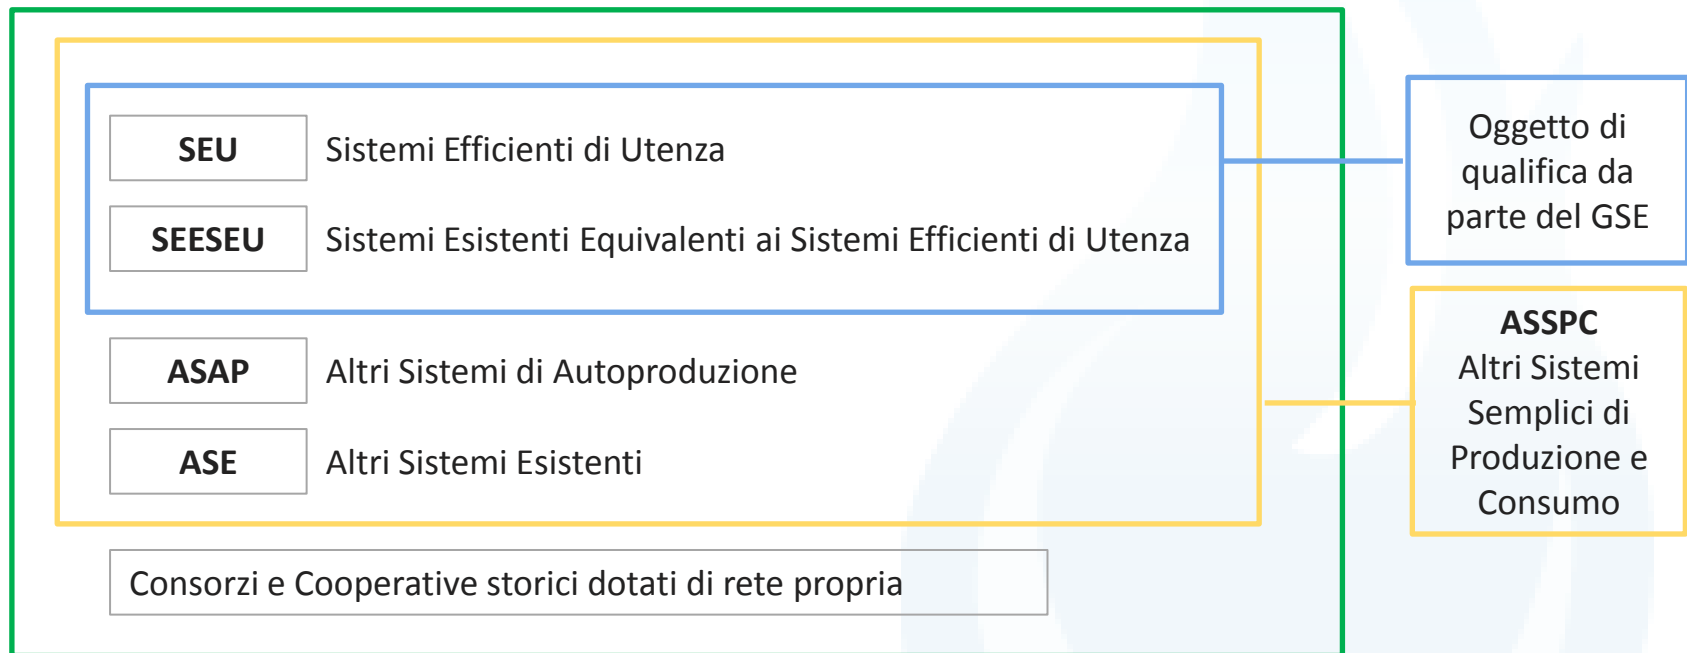 SEU Sistemi Efficienti di Utenza
SEESEU Sistemi Esistenti Equivalenti ai Sistemi Efficienti di Utenza
ASAP Altri Sistemi di Autoproduzione
ASE Altri Sistemi Esistenti
Consorzi e Cooperative storici dotati di rete propria
Oggetto di
qualifica da
parte del GSE
ASSPC
Altri Sistemi
Semplici di
Produzione e
Consumo